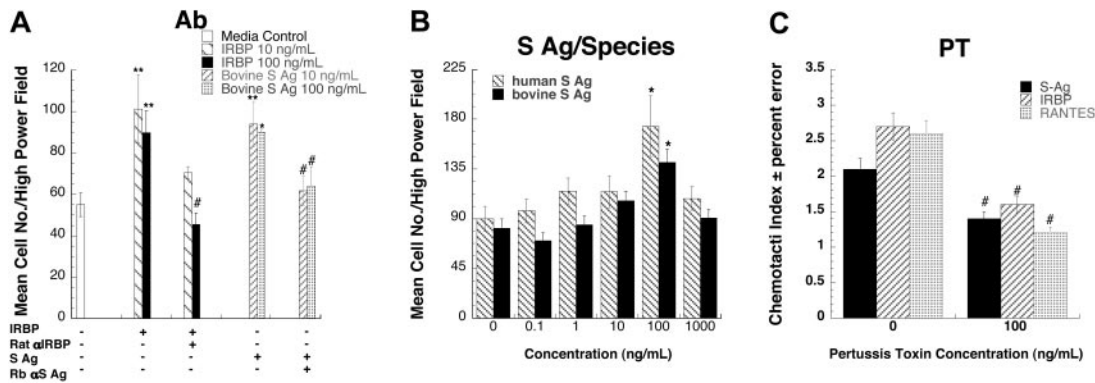 A
Ab
Media Control
IRBP 10 ng/mL
IRBP 100 ng/mL
Bovine S Ag 10 ng/mL
Bovine S Ag 100 ng/mL
Mean Cell No./High Power Field
120
100
80
60
40
20
0
** ** # ** * # #
IRBP - + + - -
Rat αIRBP - - + - -
S Ag - - - + +
Rb αS Ag - - - - +
B
S Ag/Species
human S Ag
bovine S Ag
Mean Cell No./High Power Field
225
180
135
90
45
0
* *
0 0.1 1 10 100 1000
Concentration (ng/mL)
C
PT
S-Ag
IRBP
RANTES
Chemotacti Index ± percent error
3.5
3
2.5
2
1.5
1
0.5
0
# # #
0 100
Pertussis Toxin Concentration (ng/mL)